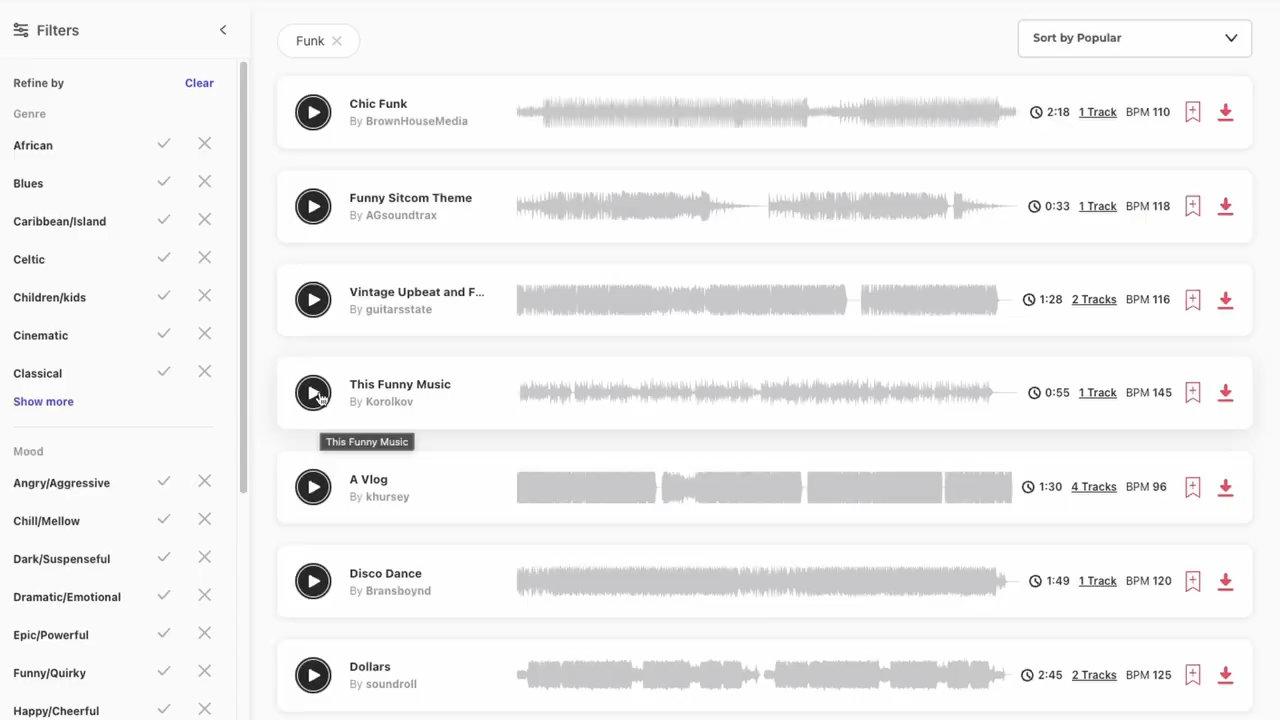 Filters
Refine by
Clear
Genre
African
Blues
Caribbean/Island
Celtic
Children/kids
Cinematic
Classical
Show more
Mood
Angry/Aggressive
Chill/Mellow
Dark/Suspenseful
Dramatic/Emotional
Epic/Powerful
Funny/Quirky
Happy/Cheerful
Funk
Sort by Popular
Chic Funk
By BrownHouseMedia
2:18 1 Track BPM 110
Funny Sitcom Theme
By AGsoundtrax
0:33 1 Track BPM 118
Vintage Upbeat and F...
By guitarsstate
1:28 2 Tracks BPM 116
This Funny Music
By Korolkov
0:55 1 Track BPM 145
This Funny Music
A Vlog
By khursey
1:30 4 Tracks BPM 96
Disco Dance
By Bransboynd
1:49 1 Track BPM 120
Dollars
By soundroll
2:45 2 Tracks BPM 125